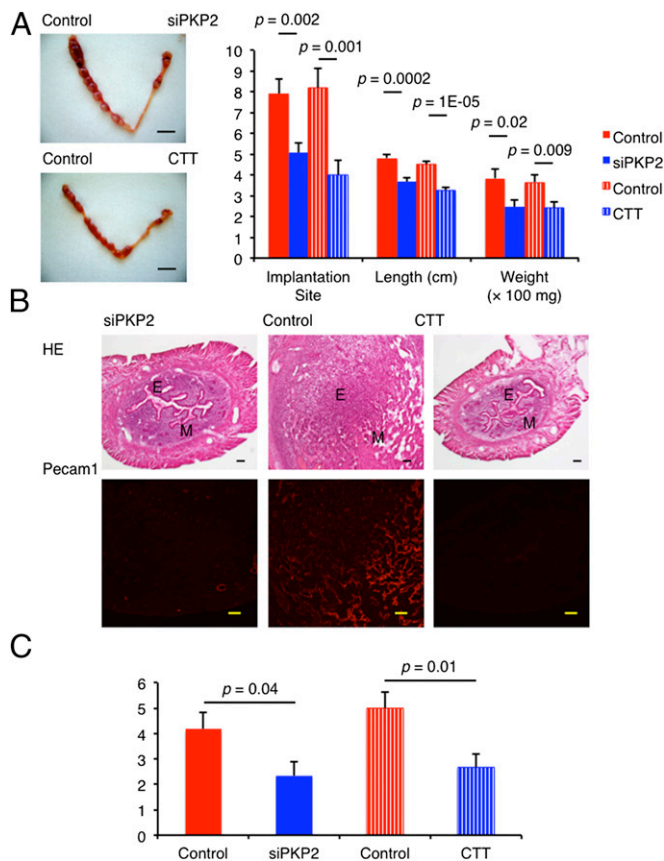 A
Control siPKP2
Control CTT
p = 0.002
p = 0.001
p = 0.0002
p = 1E-05
p = 0.02
p = 0.009
10
9
8
7
6
5
4
3
2
1
0
Implantation
Site
Length (cm)
Weight
(× 100 mg)
Control
siPKP2
Control
CTT
B
siPKP2 Control CTT
HE
E
M
E
M
E
M
Pecam1
C
p = 0.04
p = 0.01
6
5
4
3
2
1
0
Control siPKP2 Control CTT